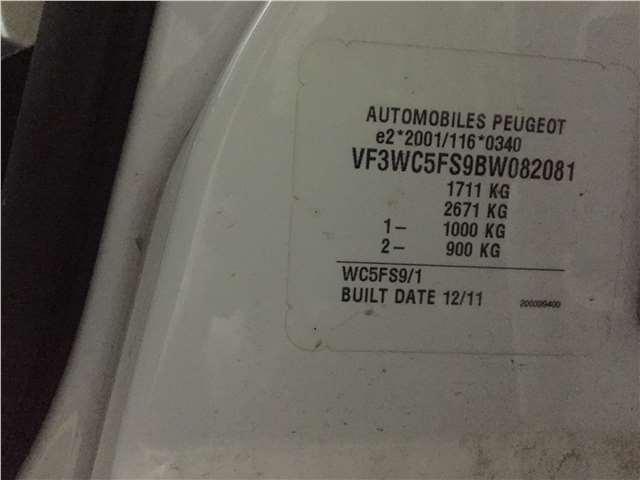 AUTOMOBILES PEUGEOT
e2*2001/116*0340
VF3WC5FS9BW082081
1711 KG
2671 KG
1- 1000 KG
2- 900 KG
WC5FS9/1
BUILT DATE 12/11